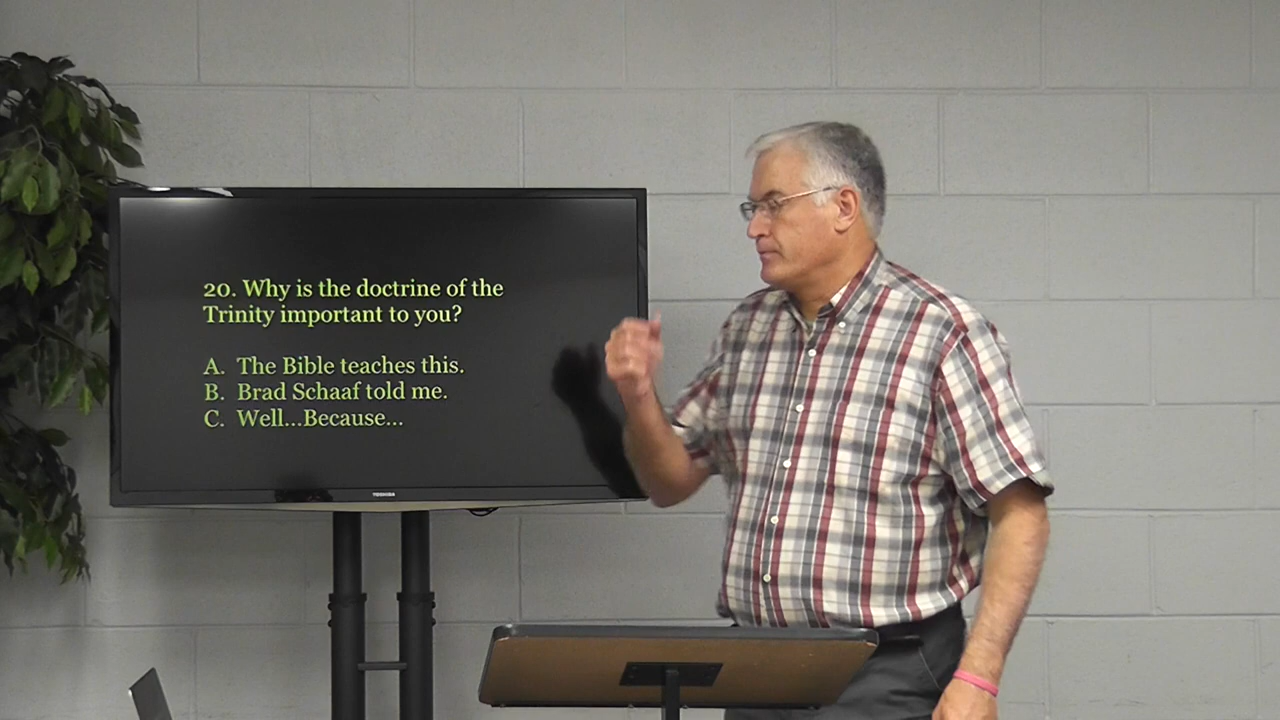 20. Why is the doctrine of the
Trinity important to you?
A. The Bible teaches this.
B. Brad Schaaf told me.
C. Well...Because...
TOSHIBA